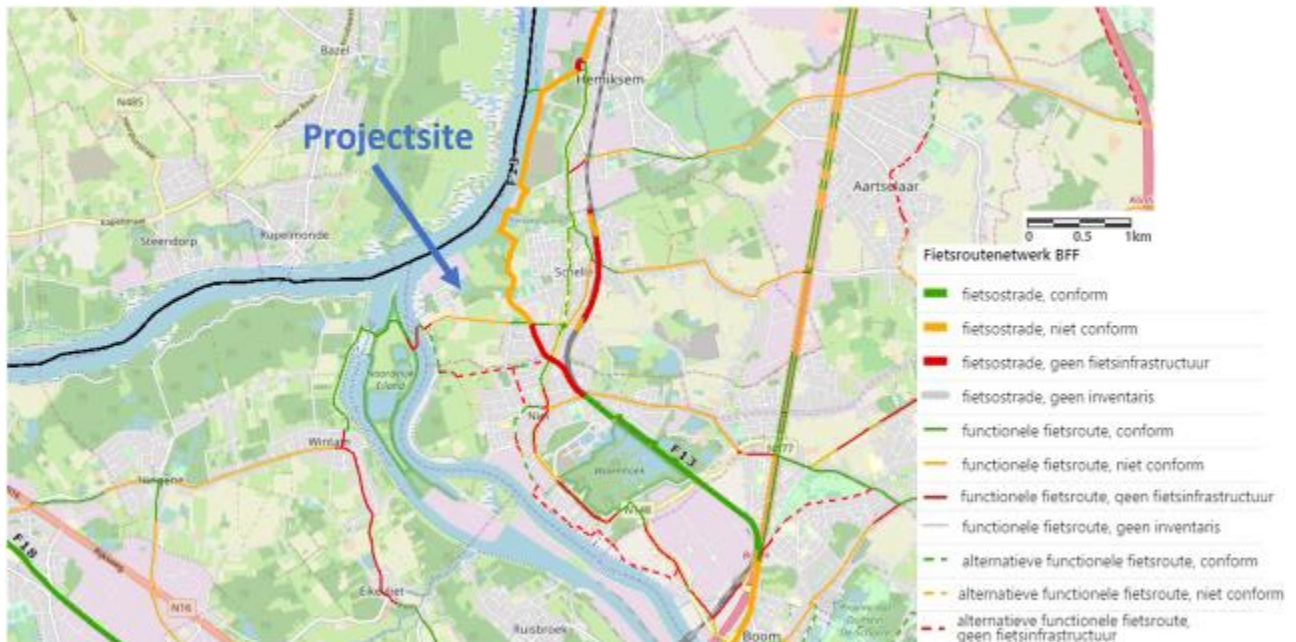 Bazel
Hemiksem
N485
Projectsite
Aartselaar
Steendorp
Rupelmonde
0 0.5 1km
Fietsroutenetwerk BFF
fietsostrade, conform
fietsostrade, niet conform
fietsostrade, geen fietsinfrastructuur
fietsostrade, geen inventaris
functionele fietsroute, conform
functionele fietsroute, niet conform
functionele fietsroute, geen fietsinfrastructuur
functionele fietsroute, geen inventaris
alternatieve functionele fietsroute, conform
alternatieve functionele fietsroute, niet conform
alternatieve functionele fietsroute,
geen fietsinfrastructuur
Wintam
Niel
F13
N177
F18
N16
Ruisbroek
Boom